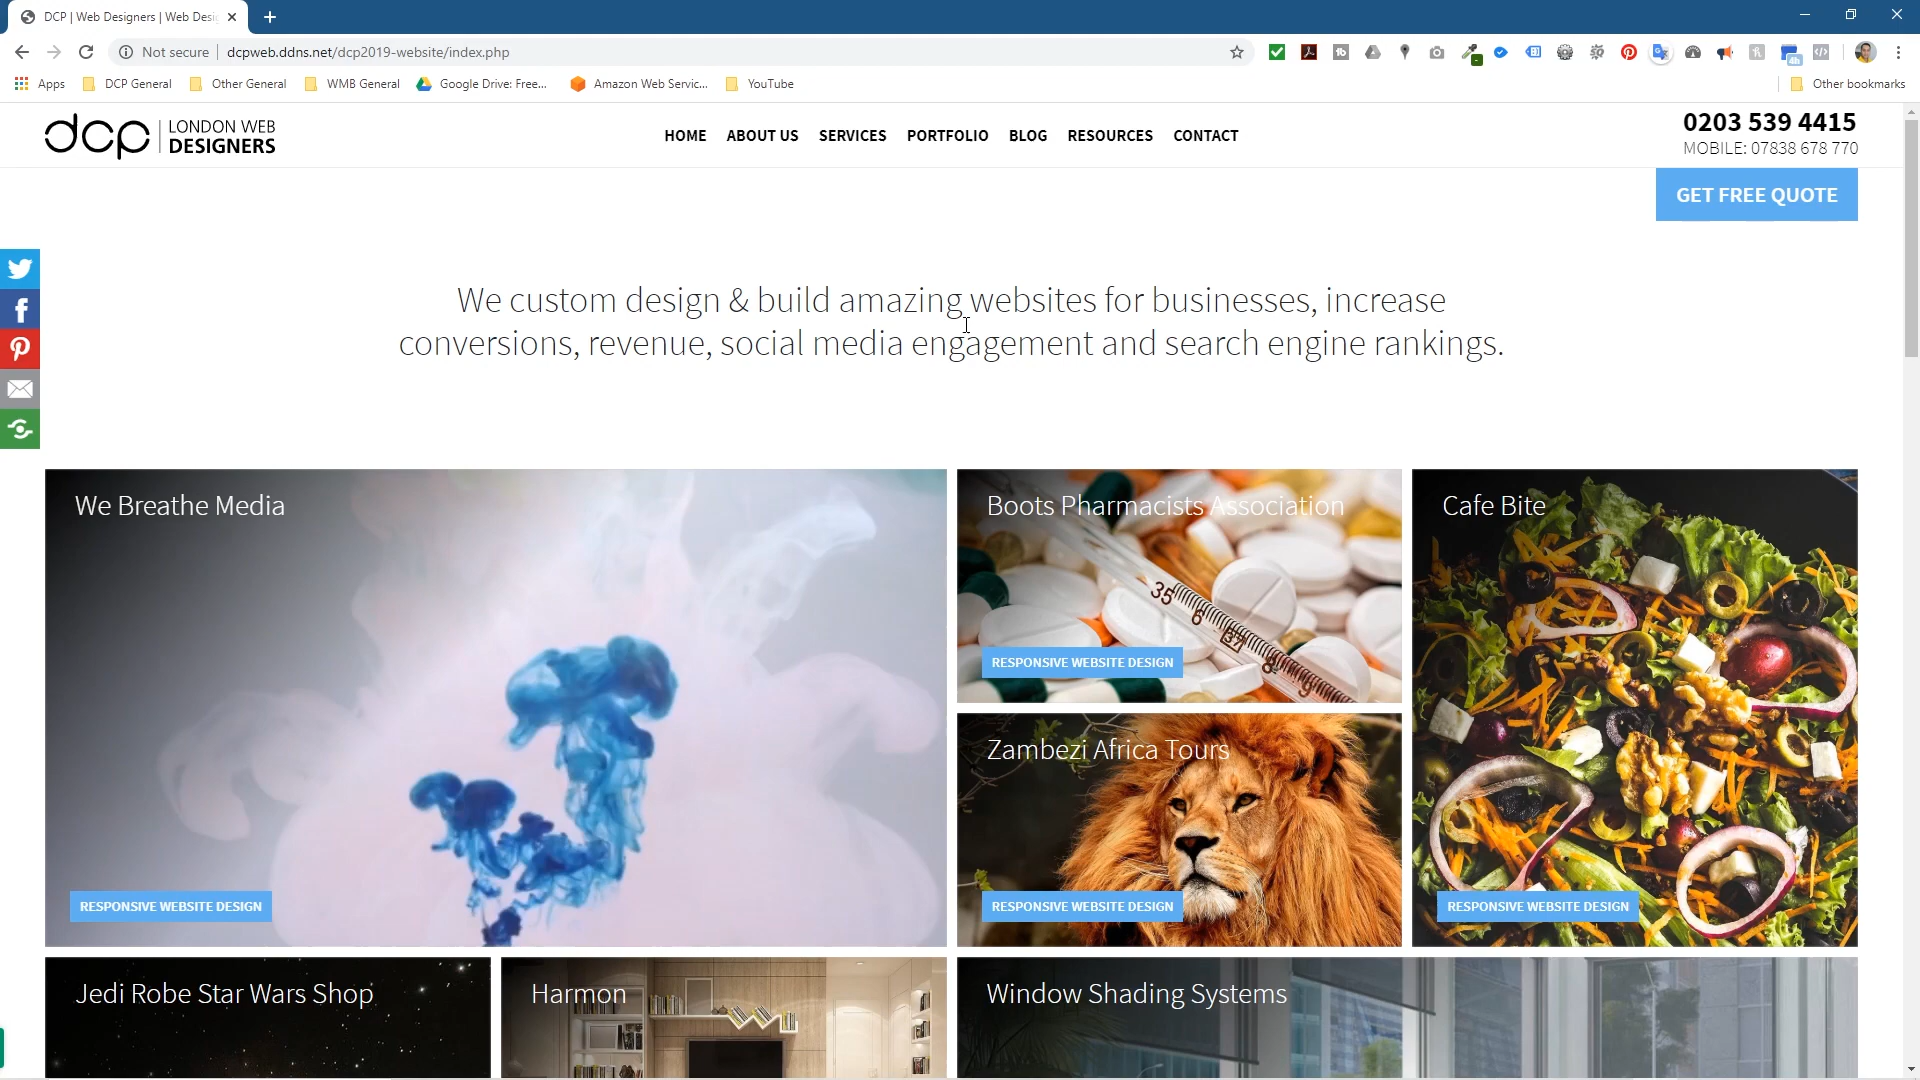 DCP | Web Designers | Web Desi
Not secure
dcpweb.ddns.net/dcp2019-website/index.php
Apps
DCP General
Other General
WMB General
Google Drive: Free...
Amazon Web Servic...
YouTube
Other bookmarks
dcp
LONDON WEB
DESIGNERS
HOME ABOUT US SERVICES PORTFOLIO BLOG RESOURCES CONTACT
0203 539 4415
MOBILE: 07838 678 770
GET FREE QUOTE
We custom design & build amazing websites for businesses, increase
conversions, revenue, social media engagement and search engine rankings.
We Breathe Media
RESPONSIVE WEBSITE DESIGN
Boots Pharmacists Association
35
6
37
8
9
RESPONSIVE WEBSITE DESIGN
Zambezi Africa Tours
RESPONSIVE WEBSITE DESIGN
Cafe Bite
RESPONSIVE WEBSITE DESIGN
Jedi Robe Star Wars Shop
Harmon
Window Shading Systems